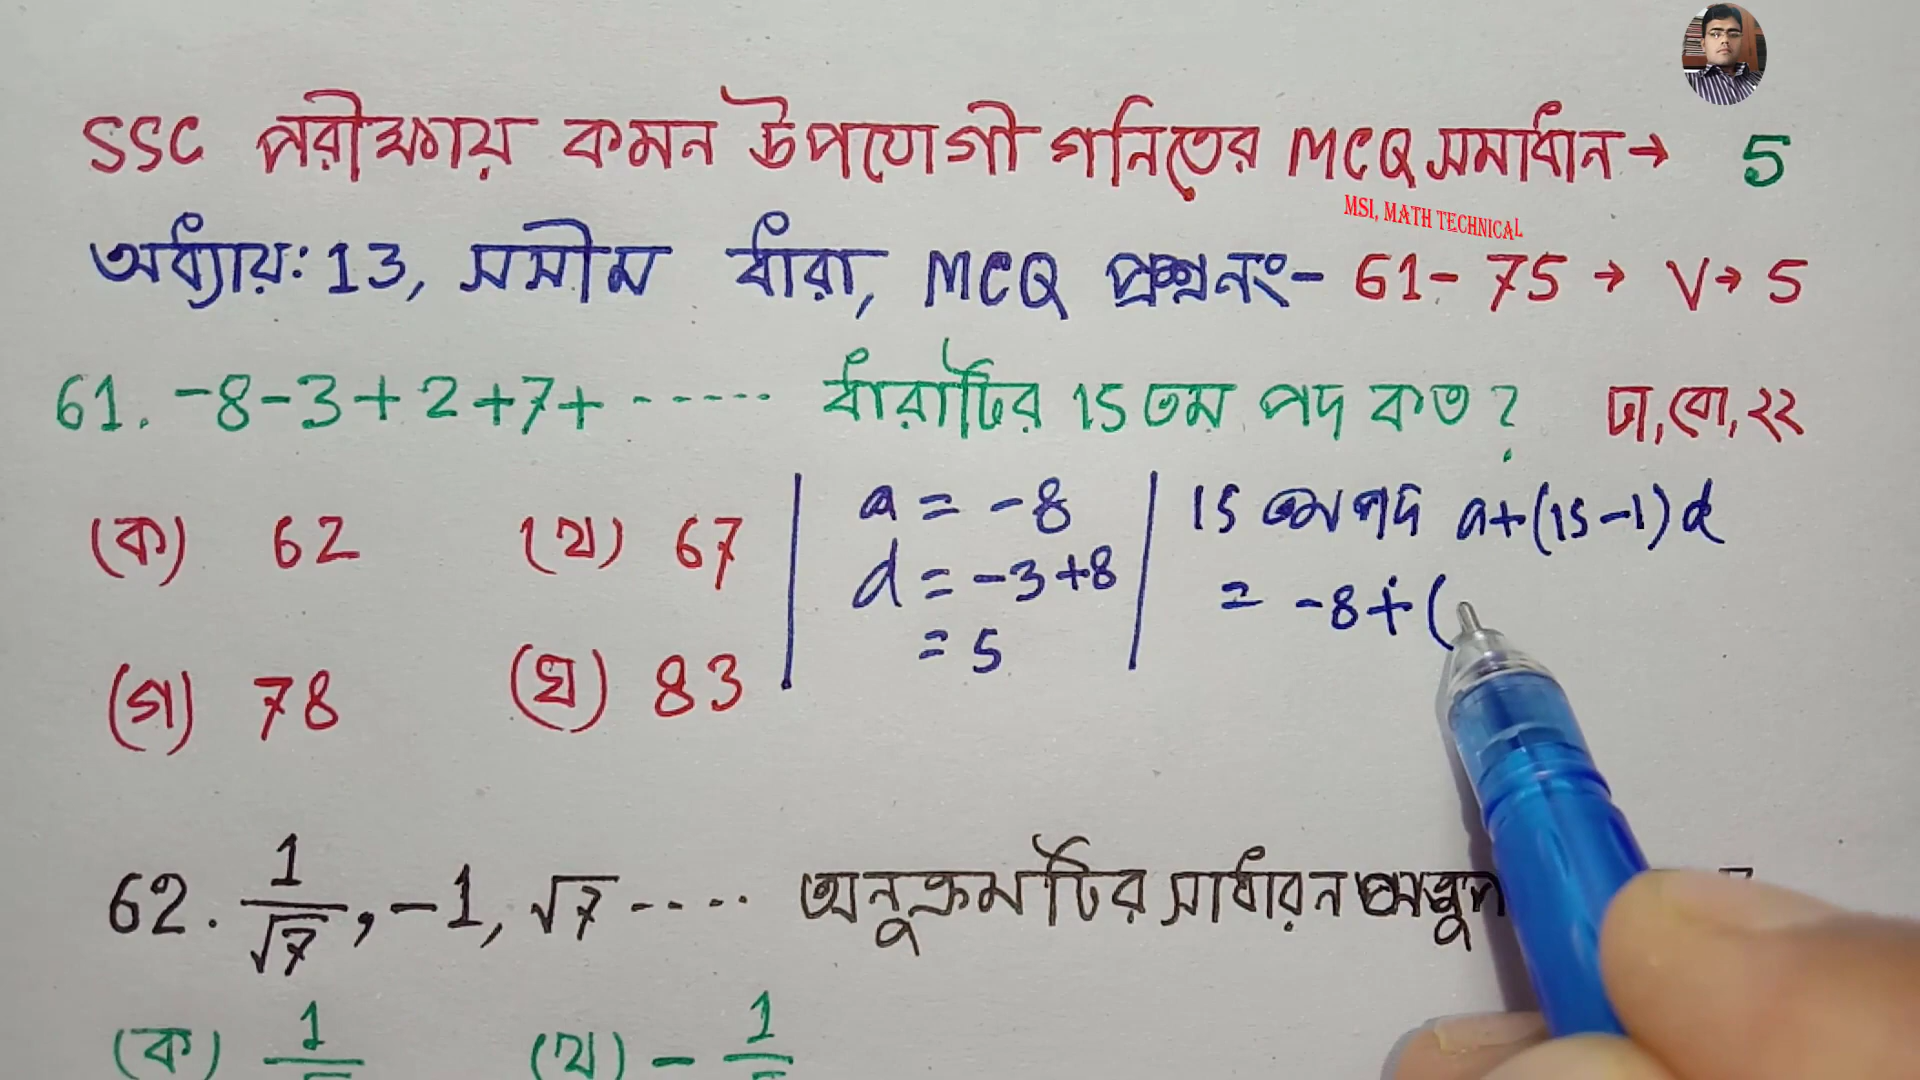 SSC পরীক্ষায় কমন উপযোগী গনিতের MCQ সমাধান → 5
MSI, MATH TECHNICAL
অধ্যায়: 13, সসীম ধারা, MCQ প্রশ্ননং- 61- 75 → V → 5
61. -8-3+2+7+ ------ ধারাটির 15 তম পদ কত? ঢা, বো, ২২
(ক) 62 (খ) 67
(গ) 78 (ঘ) 83
a = -8
d = -3+8
= 5
15 তম পদ a+(15-1)d
= -8+(
62. 1/√7, -1, √7 ---- অনুক্রমটির সাধারন
(ক) 1 (খ) - 1